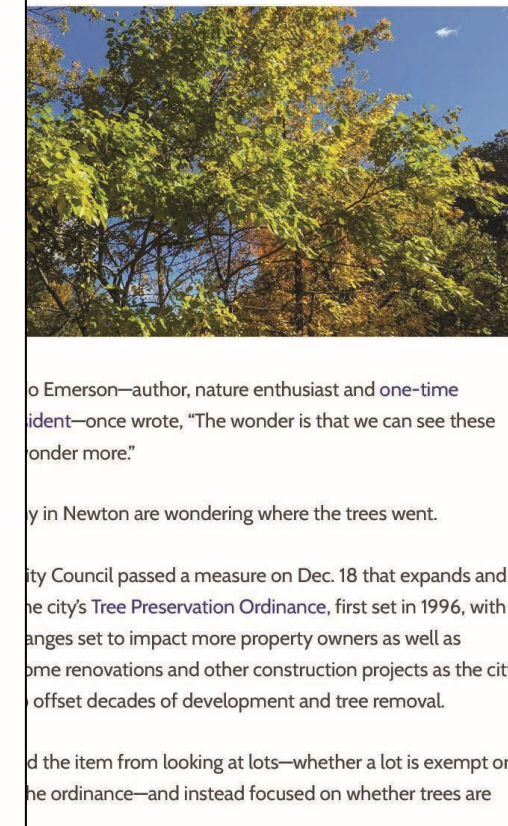 o Emerson—author, nature enthusiast and one-time
ident—once wrote, “The wonder is that we can see these
onder more.”
y in Newton are wondering where the trees went.
ity Council passed a measure on Dec. 18 that expands and
he city’s Tree Preservation Ordinance, first set in 1996, with
anges set to impact more property owners as well as
ome renovations and other construction projects as the cit
offset decades of development and tree removal.
d the item from looking at lots—whether a lot is exempt or
he ordinance—and instead focused on whether trees are